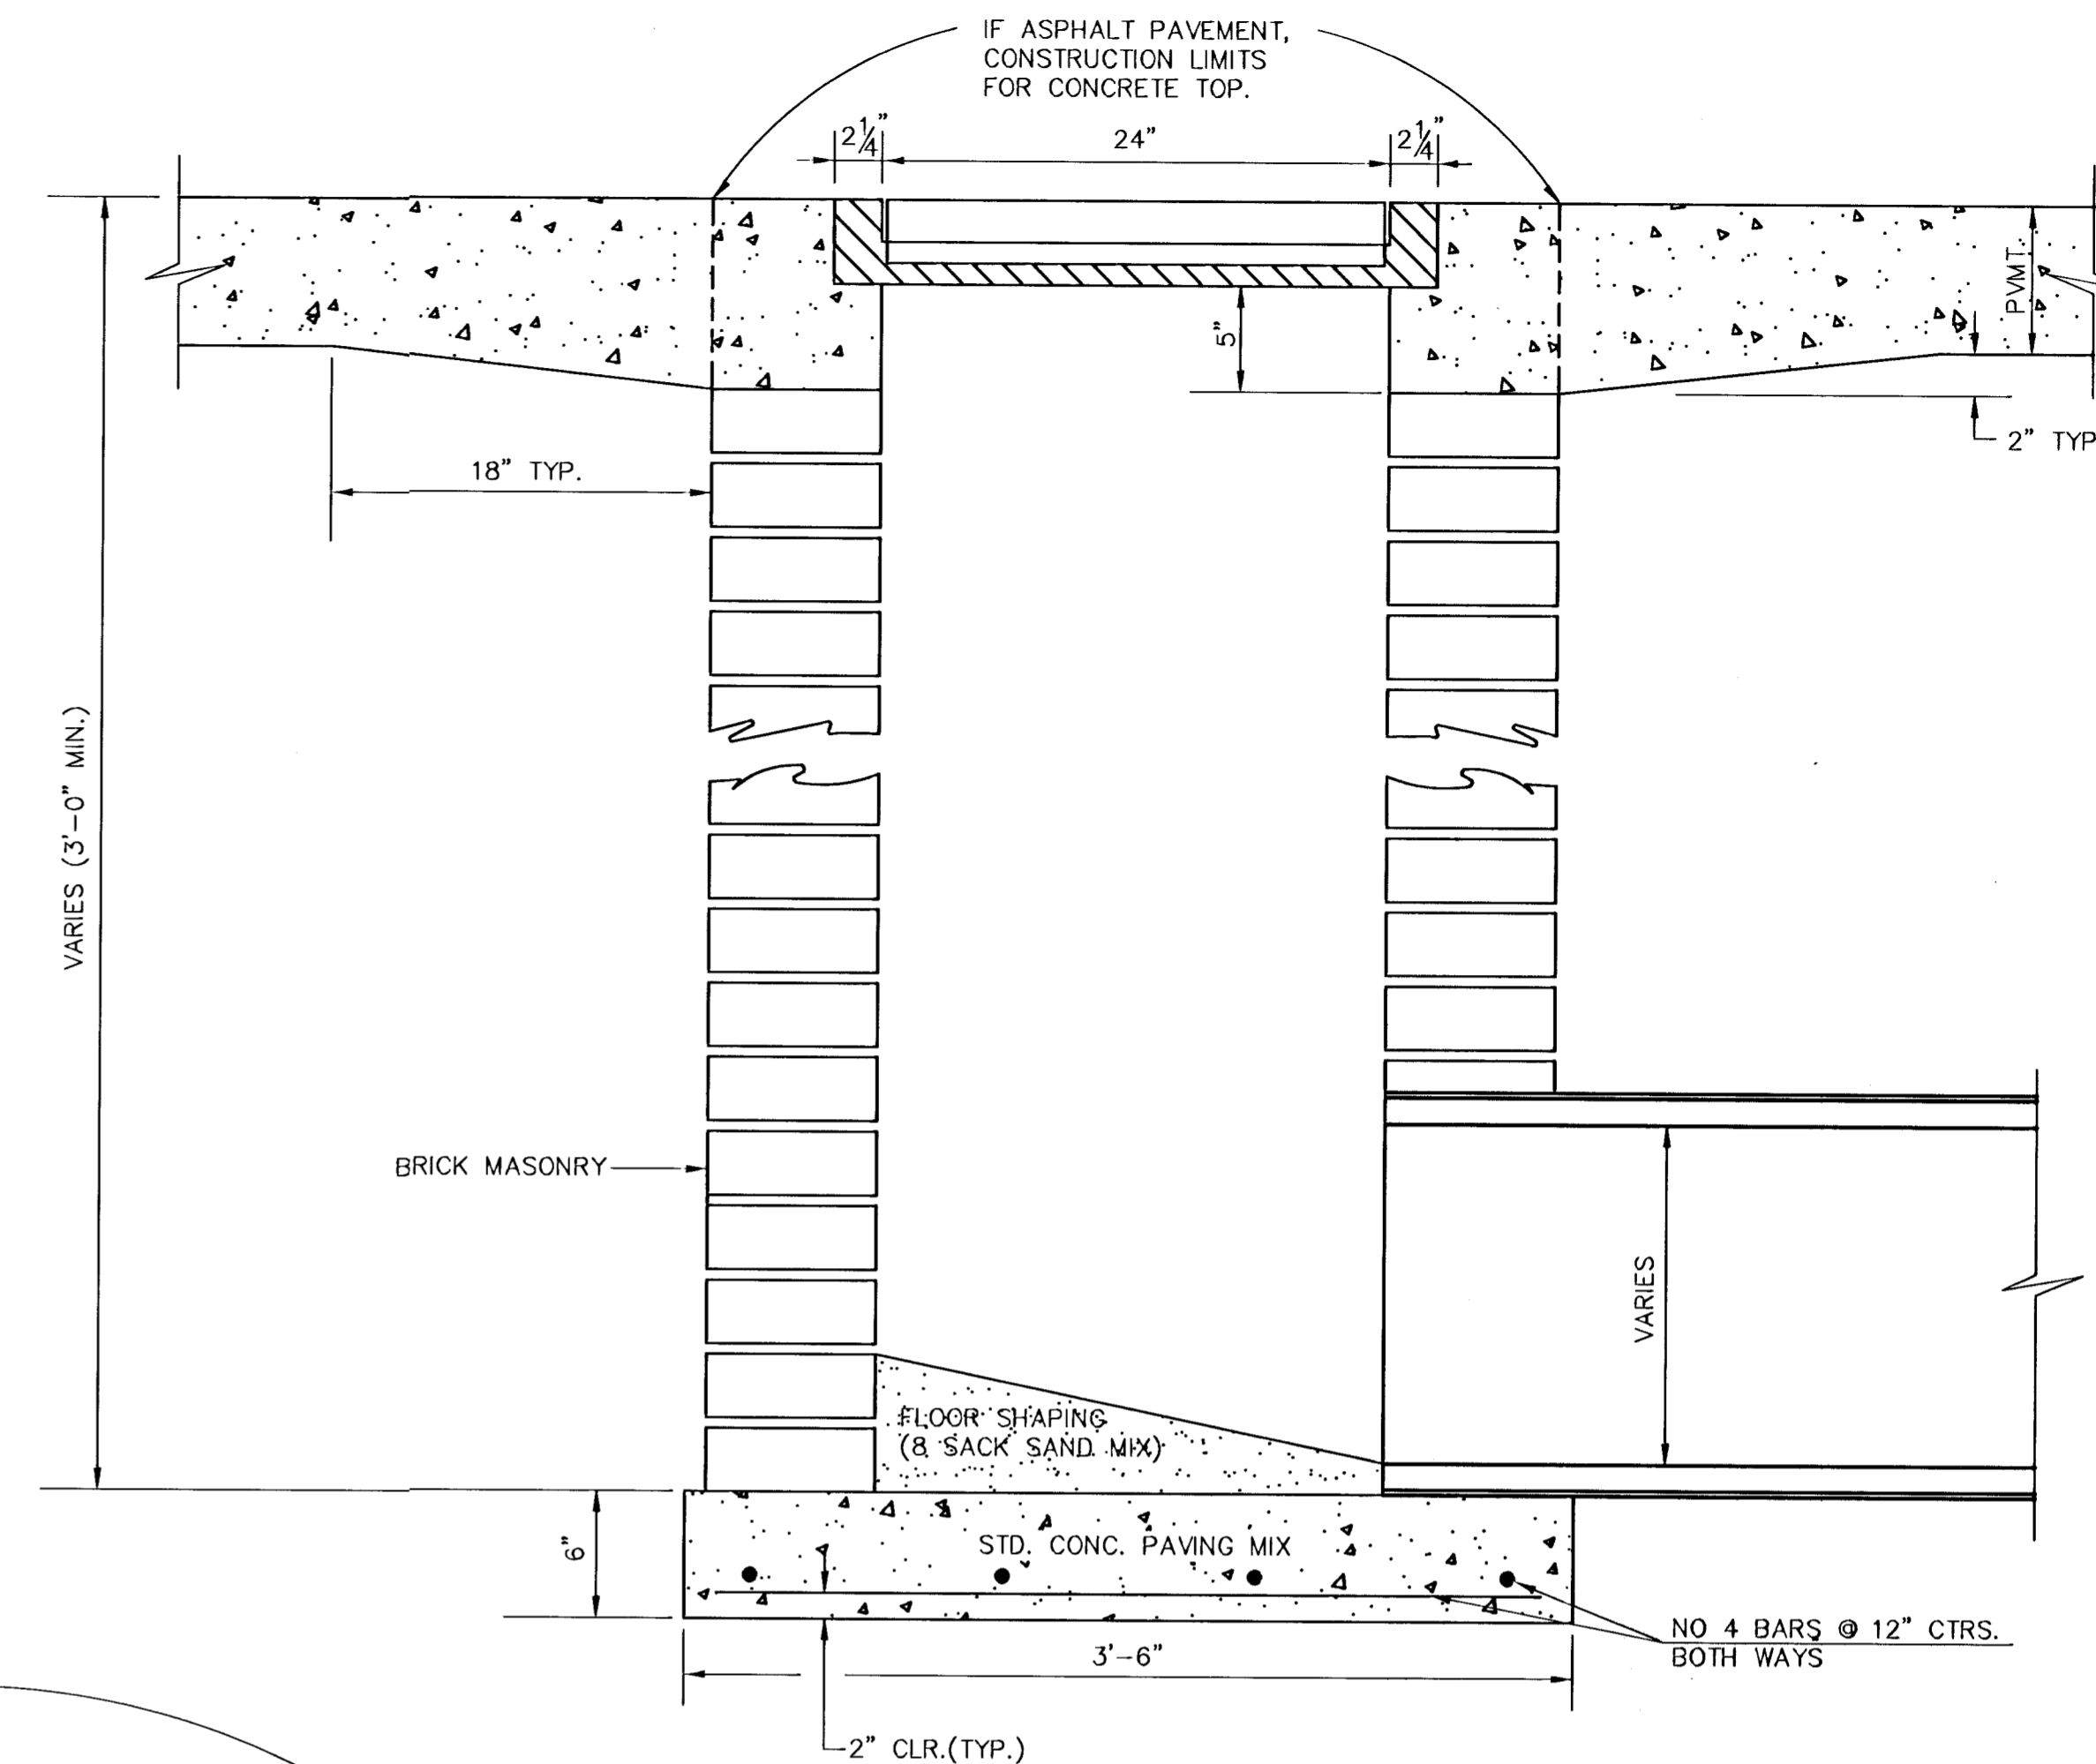 IF ASPHALT PAVEMENT,
CONSTRUCTION LIMITS
FOR CONCRETE TOP.
2¼"
24"
2¼"
PVMT.
5"
2" TYP
18" TYP.
VARIES (3'-0" MIN.)
BRICK MASONRY
VARIES
FLOOR SHAPING
(8 SACK SAND MIX)
6"
STD. CONC. PAVING MIX
NO 4 BARS @ 12" CTRS.
BOTH WAYS
3'-6"
2" CLR.(TYP.)